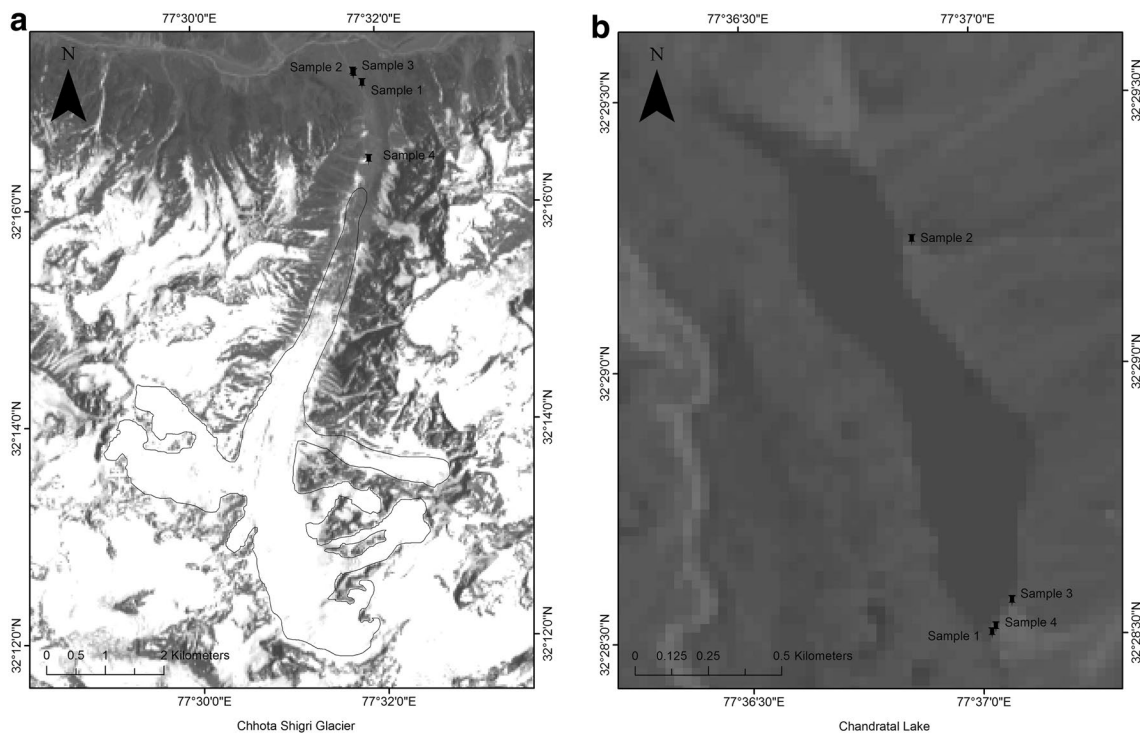 a
77°30'0"E
77°32'0"E
N
Sample 2
Sample 3
Sample 1
Sample 4
32°16'0"N
32°14'0"N
32°12'0"N
32°16'0"N
32°14'0"N
32°12'0"N
0 0.5 1 2 Kilometers
77°30'0"E
77°32'0"E
Chhota Shigri Glacier
b
77°36'30"E
77°37'0"E
N
Sample 2
Sample 3
Sample 4
Sample 1
32°29'30"N
32°29'0"N
32°28'30"N
32°29'30"N
32°29'0"N
32°28'30"N
0 0.125 0.25 0.5 Kilometers
77°36'30"E
77°37'0"E
Chandratal Lake